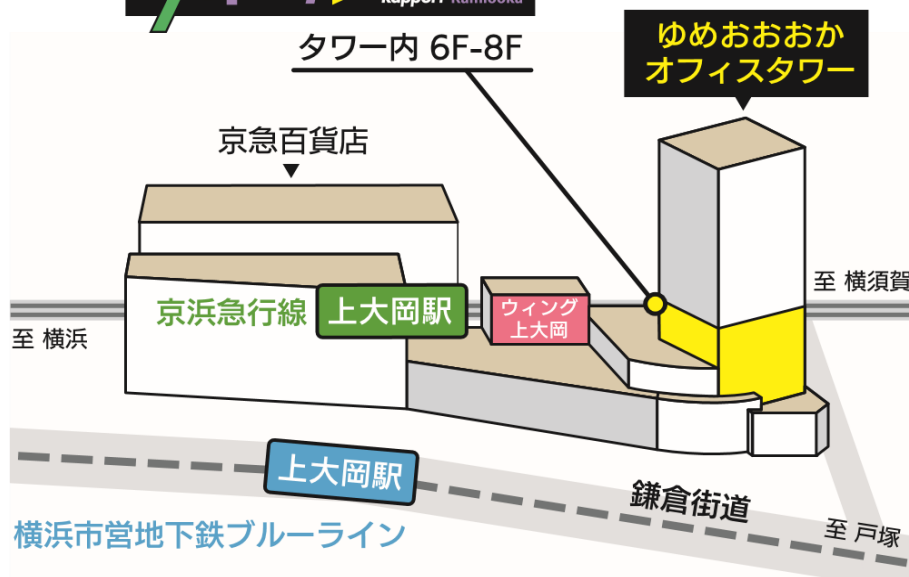 rapport Kamiooka
タワー内 6F-8F
ゆめおおおか
オフィスタワー
京急百貨店
至 横須賀
京浜急行線
上大岡駅
ウィング
上大岡
至 横浜
上大岡駅
鎌倉街道
至 戸塚
横浜市営地下鉄ブルーライン